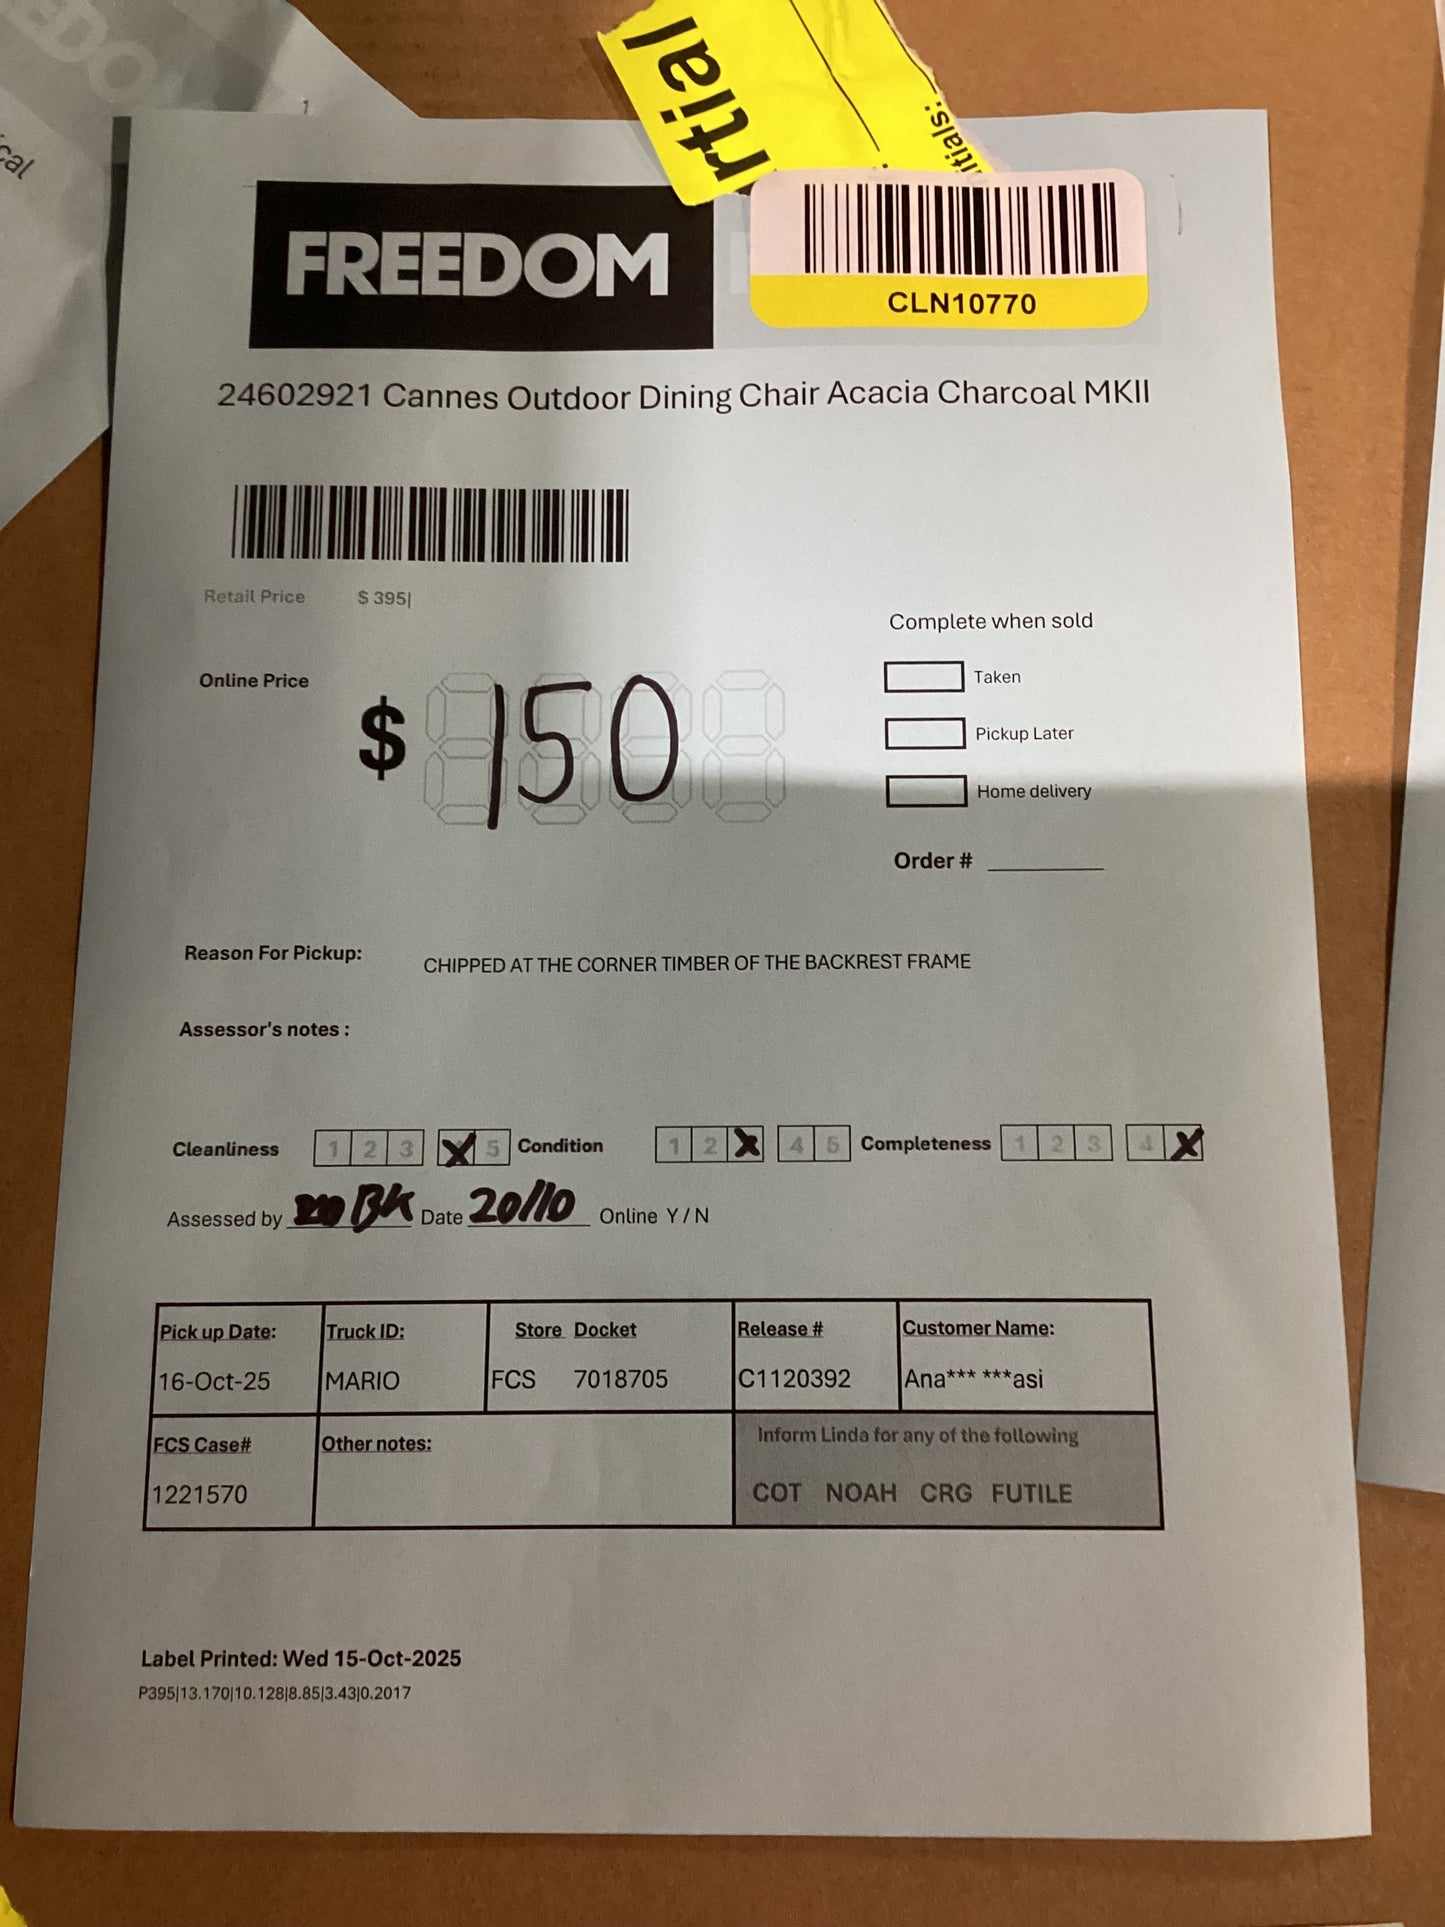 EDO
cal
rtial
itials:
FREEDOM
CLN10770
24602921 Cannes Outdoor Dining Chair Acacia Charcoal MKII
Retail Price $ 395|
Complete when sold
Online Price $ 150
Taken
Pickup Later
Home delivery
Order #
Reason For Pickup: CHIPPED AT THE CORNER TIMBER OF THE BACKREST FRAME
Assessor's notes :
Cleanliness 1 2 3 X 5 Condition 1 2 X 4 5 Completeness 1 2 3 4 X
Assessed by BK Date 20/10 Online Y / N
Pick up Date: Truck ID: Store Docket Release # Customer Name:
16-Oct-25 MARIO FCS 7018705 C1120392 Ana*** ***asi
FCS Case# Other notes: Inform Linda for any of the following
1221570 COT NOAH CRG FUTILE
Label Printed: Wed 15-Oct-2025
P395|13.170|10.128|8.85|3.43|0.2017